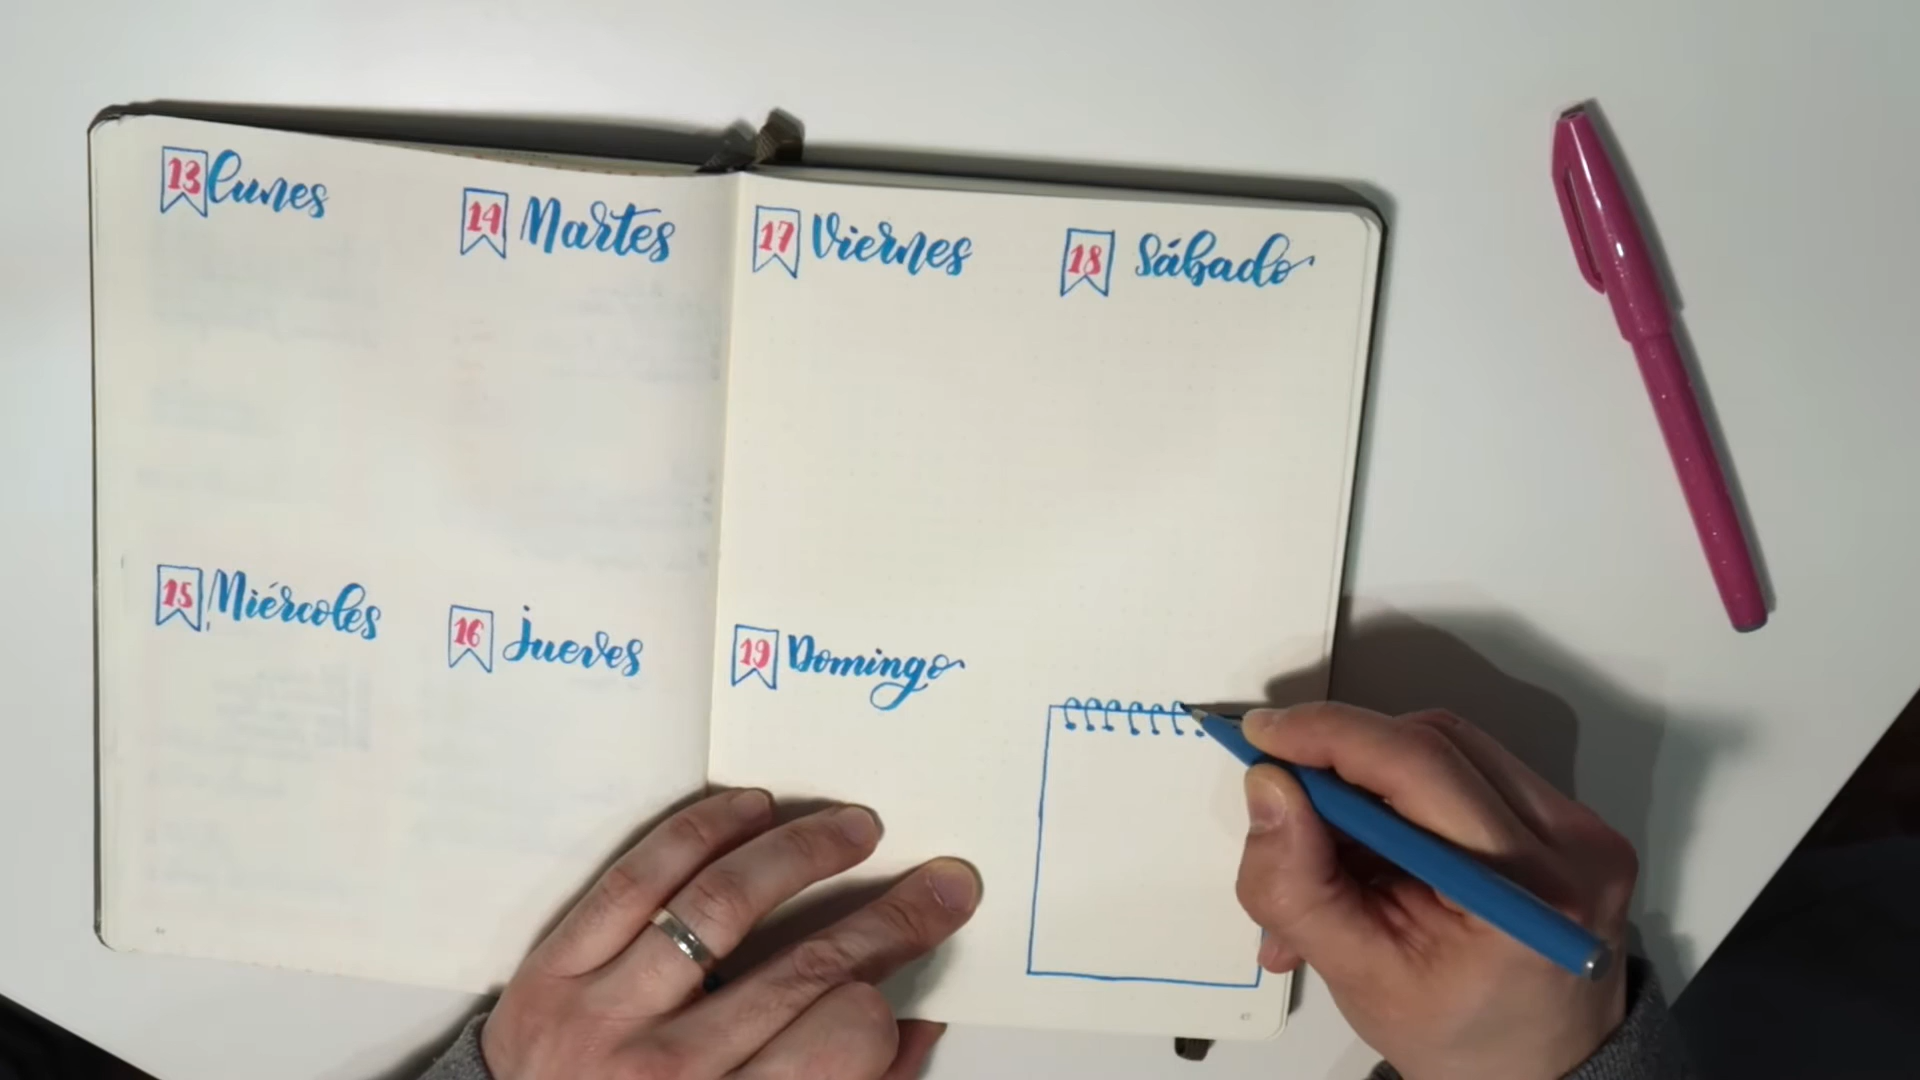 13 Lunes
14 Martes
15 Miércoles
16 Jueves
17 Viernes
18 Sábado
19 Domingo